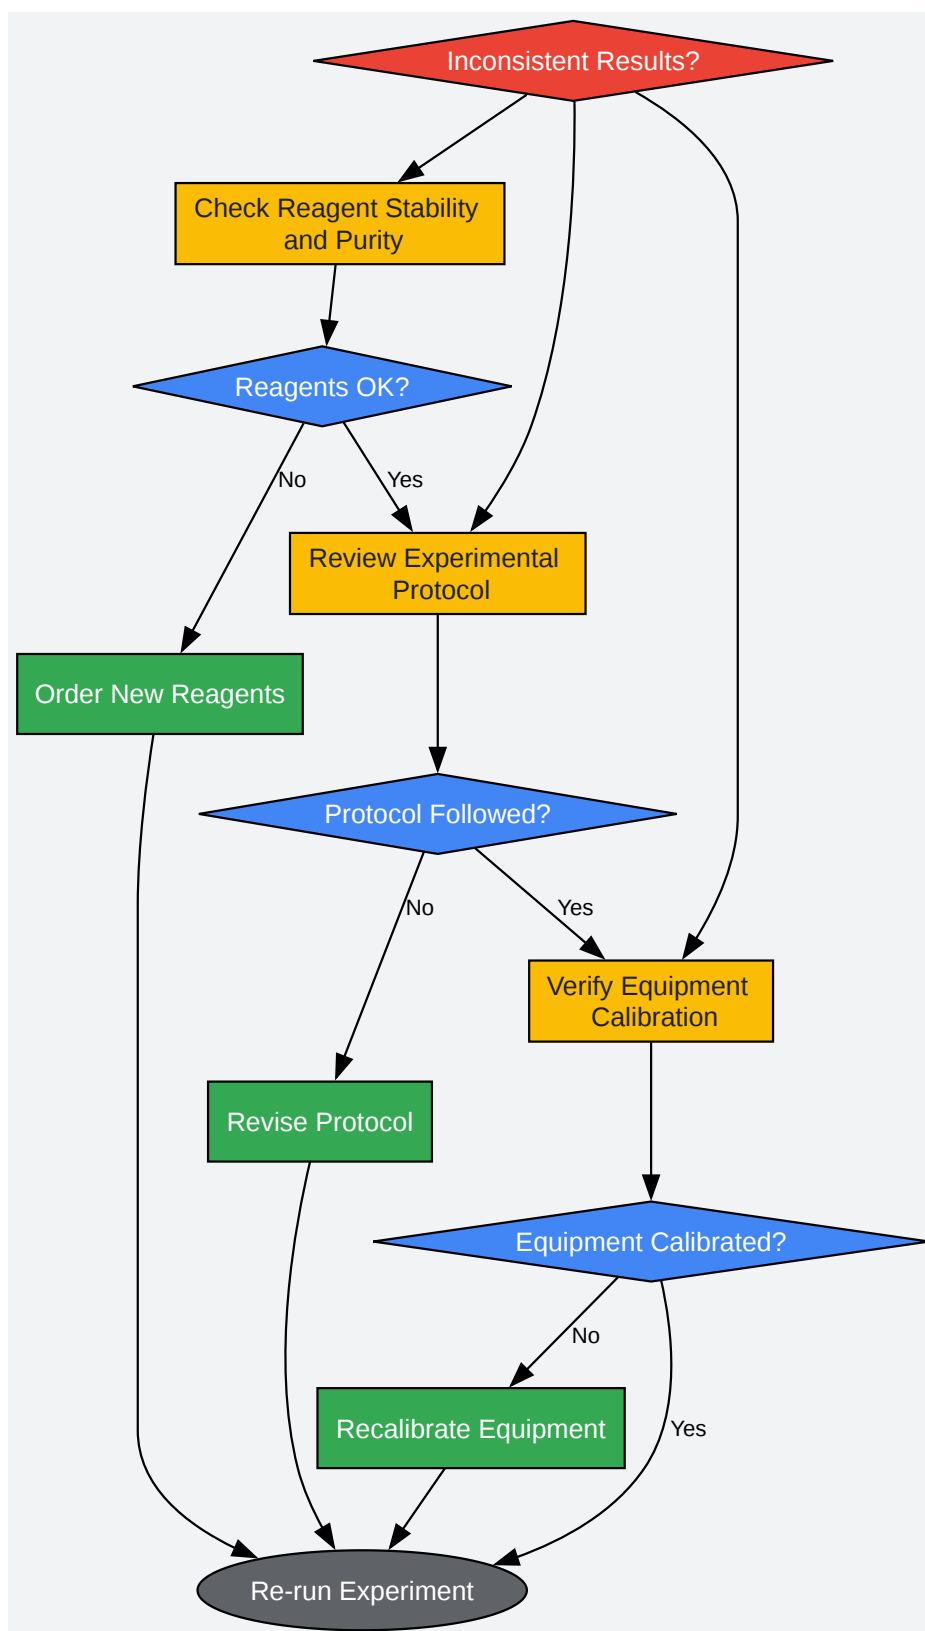 Inconsistent Results?
Check Reagent Stability
and Purity
Reagents OK?
No
Yes
Review Experimental
Protocol
Order New Reagents
Protocol Followed?
No
Yes
Verify Equipment
Calibration
Revise Protocol
Equipment Calibrated?
No
Recalibrate Equipment
Yes
Re-run Experiment